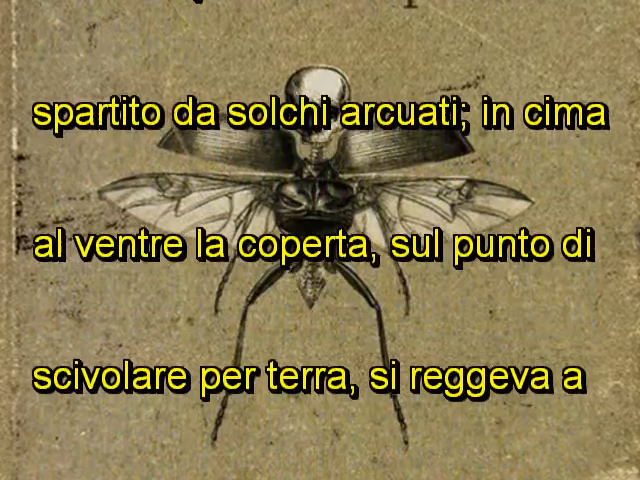 spartito da solchi arcuati; in cima
al ventre la coperta, sul punto di
scivolare per terra, si reggeva a